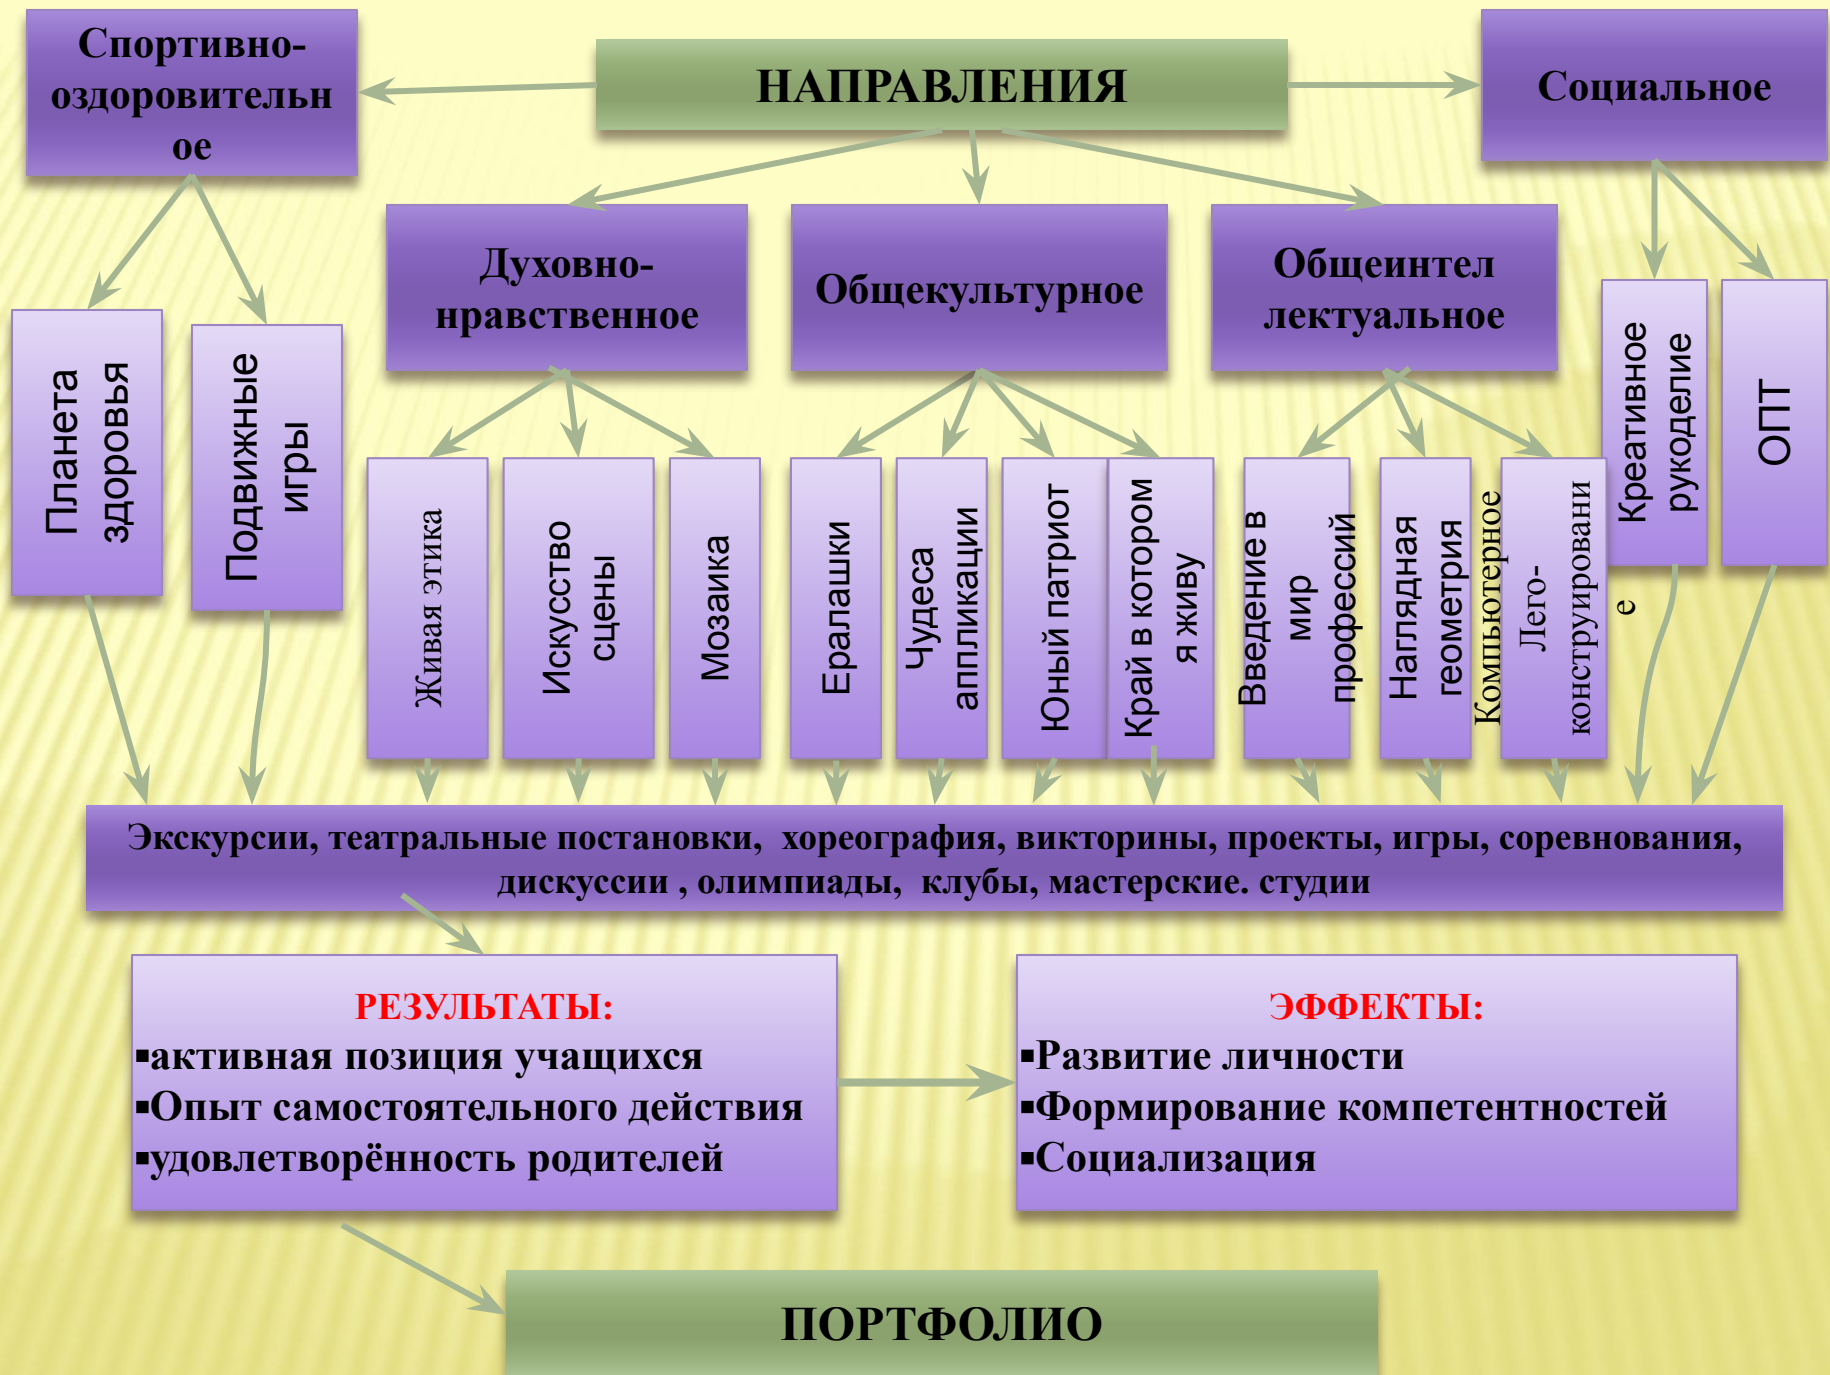 Спортивно-
оздоровительн
ое
НАПРАВЛЕНИЯ
Социальное
Духовно-
нравственное
Общекультурное
Общеинтел
лектуальное
Планета
здоровья
Подвижные
игры
Живая этика
Искусство
сцены
Мозаика
Ералашки
Чудеса
аппликации
Юный патриот
Край в котором
я живу
Введение в
мир
профессий
Наглядная
геометрия
Компьютерное
Лего-
конструировани
е
Креативное
рукоделие
ОПТ
Экскурсии, театральные постановки,  хореография, викторины, проекты, игры, соревнования,
дискуссии , олимпиады,  клубы, мастерские. студии
РЕЗУЛЬТАТЫ:
▪активная позиция учащихся
▪Опыт самостоятельного действия
▪удовлетворённость родителей
ЭФФЕКТЫ:
▪Развитие личности
▪Формирование компетентностей
▪Социализация
ПОРТФОЛИО